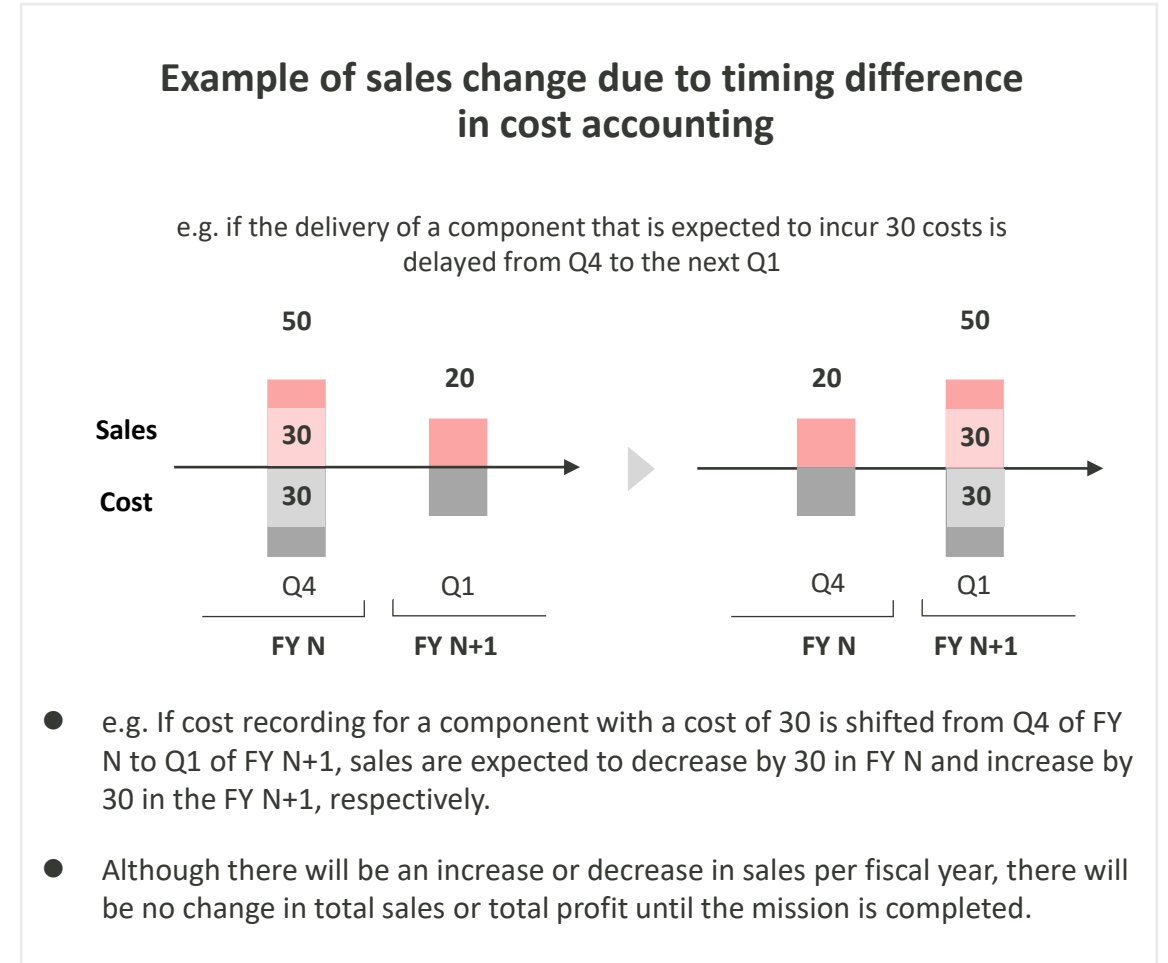 Example of sales change due to timing difference
in cost accounting
e.g. if the delivery of a component that is expected to incur 30 costs is
delayed from Q4 to the next Q1
50
20
Sales
30
Cost
30
Q4
Q1
FY N
FY N+1
20
50
30
30
Q4
Q1
FY N
FY N+1
● e.g. If cost recording for a component with a cost of 30 is shifted from Q4 of FY
N to Q1 of FY N+1, sales are expected to decrease by 30 in FY N and increase by
30 in the FY N+1, respectively.
● Although there will be an increase or decrease in sales per fiscal year, there will
be no change in total sales or total profit until the mission is completed.